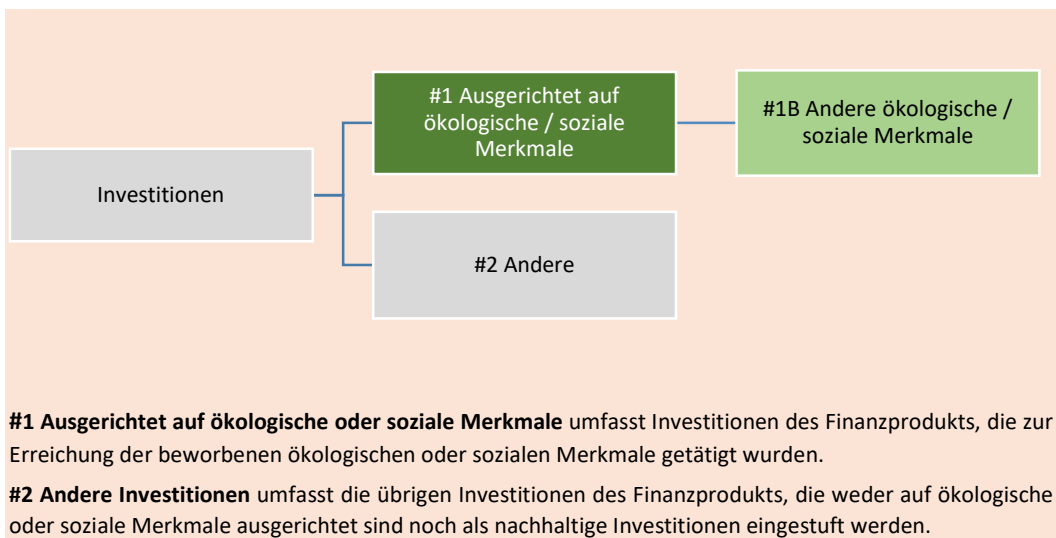 #1 Ausgerichtet auf
ökologische / soziale
Merkmale
#1B Andere ökologische /
soziale Merkmale
Investitionen
#2 Andere
#1 Ausgerichtet auf ökologische oder soziale Merkmale umfasst Investitionen des Finanzprodukts, die zur
Erreichung der beworbenen ökologischen oder sozialen Merkmale getätigt wurden.
#2 Andere Investitionen umfasst die übrigen Investitionen des Finanzprodukts, die weder auf ökologische
oder soziale Merkmale ausgerichtet sind noch als nachhaltige Investitionen eingestuft werden.